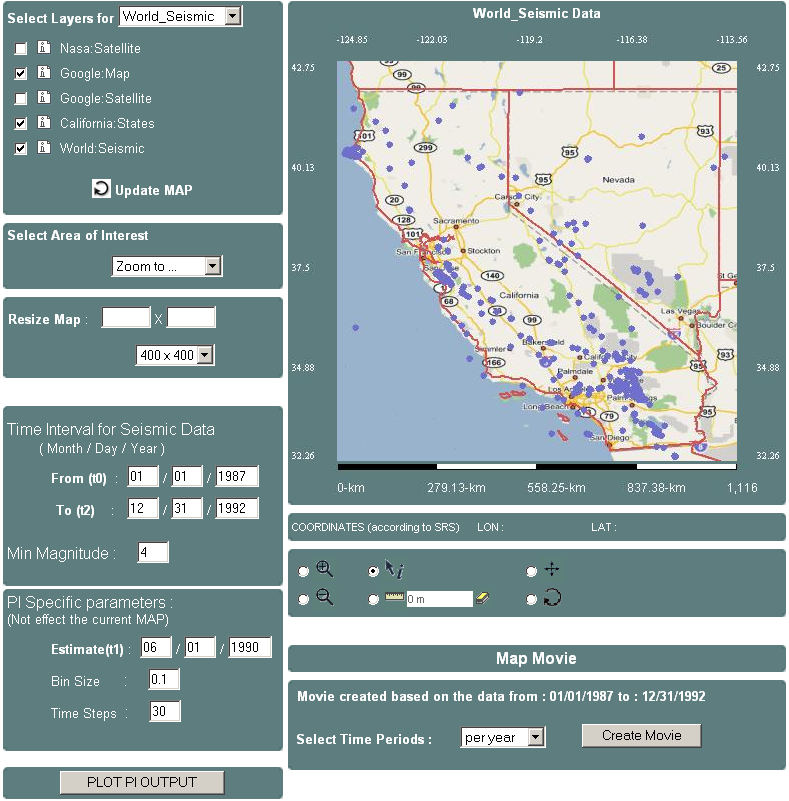 Select Layers for World_Seismic
Nasa:Satellite
Google:Map
Google:Satellite
California:States
World:Seismic
Update MAP
Select Area of Interest
Zoom to ...
Resize Map : X
400 x 400
Time Interval for Seismic Data
( Month / Day / Year )
From (t0) : 01 / 01 / 1987
To (t2) : 12 / 31 / 1992
Min Magnitude : 4
PI Specific parameters :
(Not effect the current MAP)
Estimate(t1) : 06 / 01 / 1990
Bin Size : 0.1
Time Steps : 30
PLOT PI OUTPUT
World_Seismic Data
-124.85 -122.03 -119.2 -116.38 -113.56
42.75 42.75
99
25
101
93
299
95
40.13 40.13
Nevada
95
Carson City
20
128
Sacramento
101
Stockton
San Francisco
37.5 37.5
140
1
California
68
99
Las Vegas
Boulder City
Bakersfield
93
166
95
34.88 34.88
Palmdale
Long Beach
79
95
San Diego
32.26 32.26
0-km 279.13-km 558.25-km 837.38-km 1,116
COORDINATES (according to SRS) LON : LAT :
0 m
Map Movie
Movie created based on the data from : 01/01/1987 to : 12/31/1992
Select Time Periods : per year Create Movie